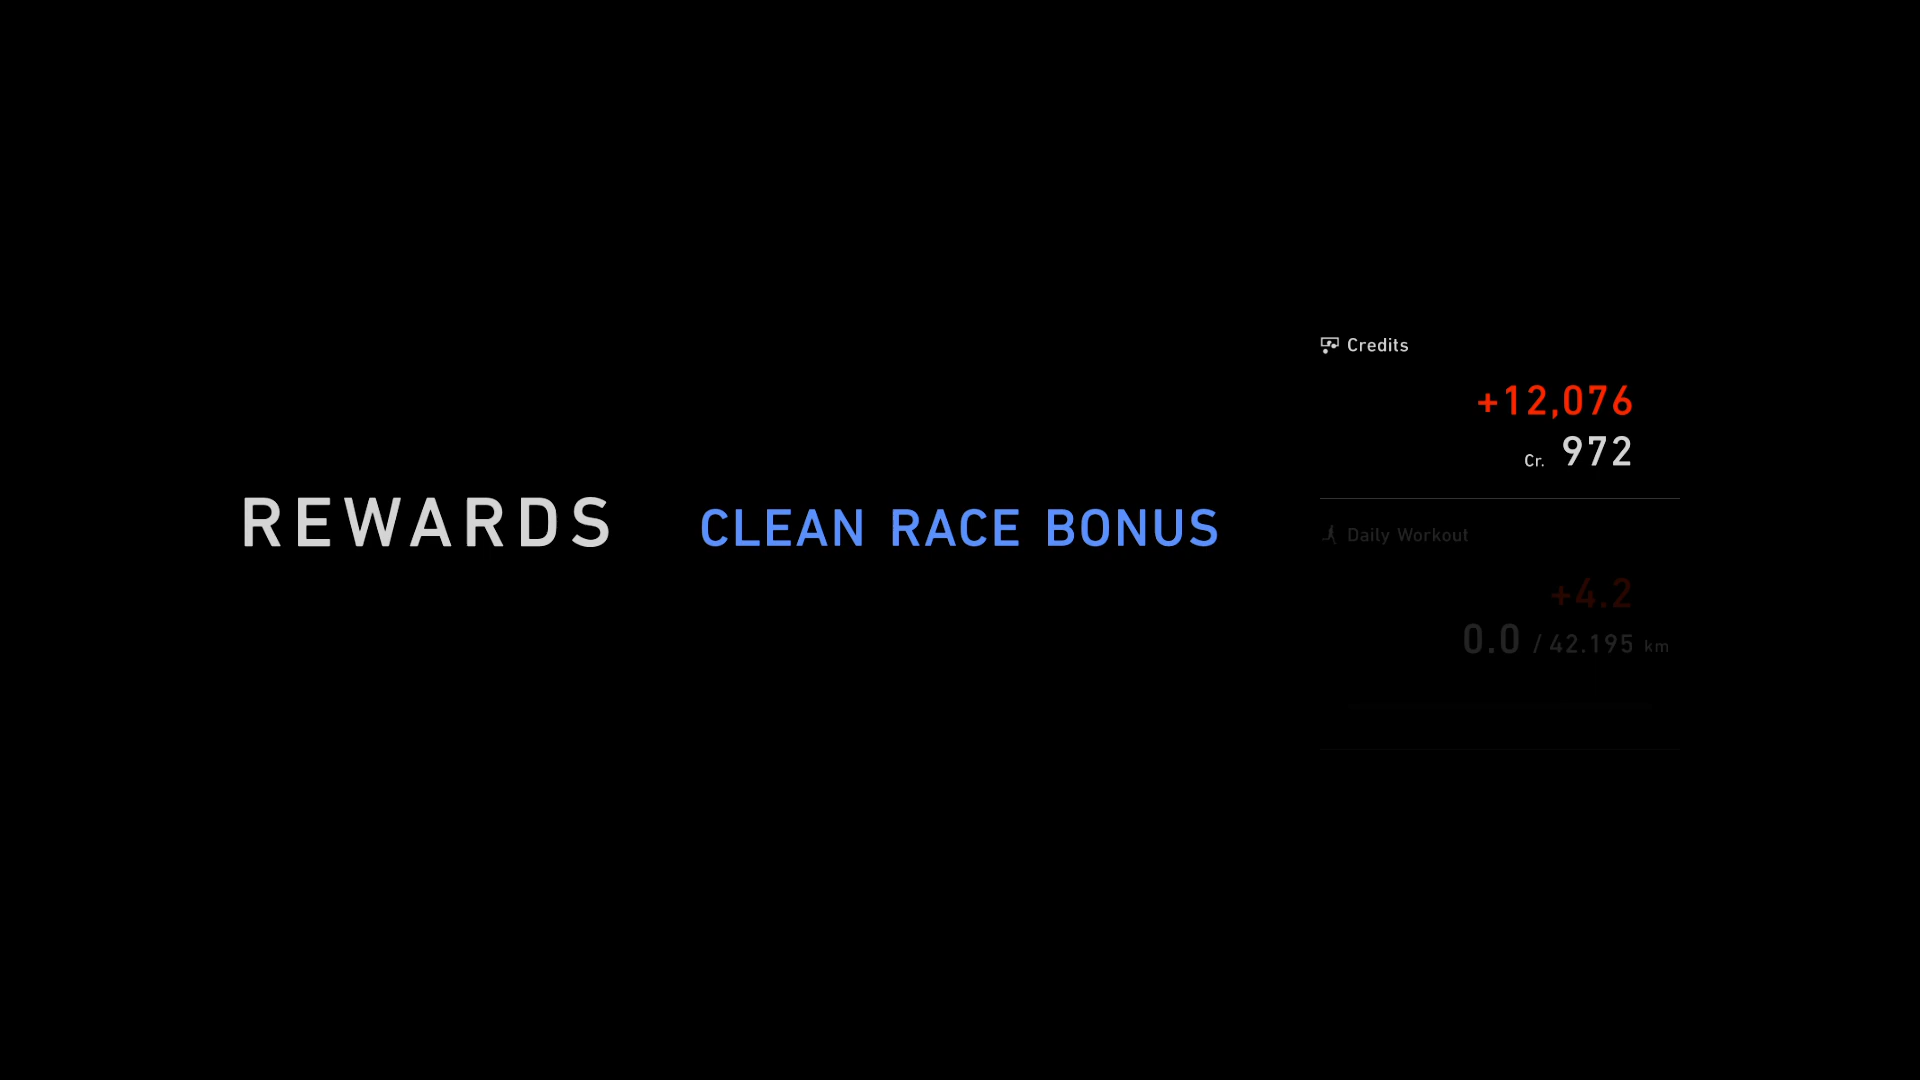 REWARDS
CLEAN RACE BONUS
Credits
+12,076
Cr. 972
Daily Workout
+4.2
0.0 / 42.195 km